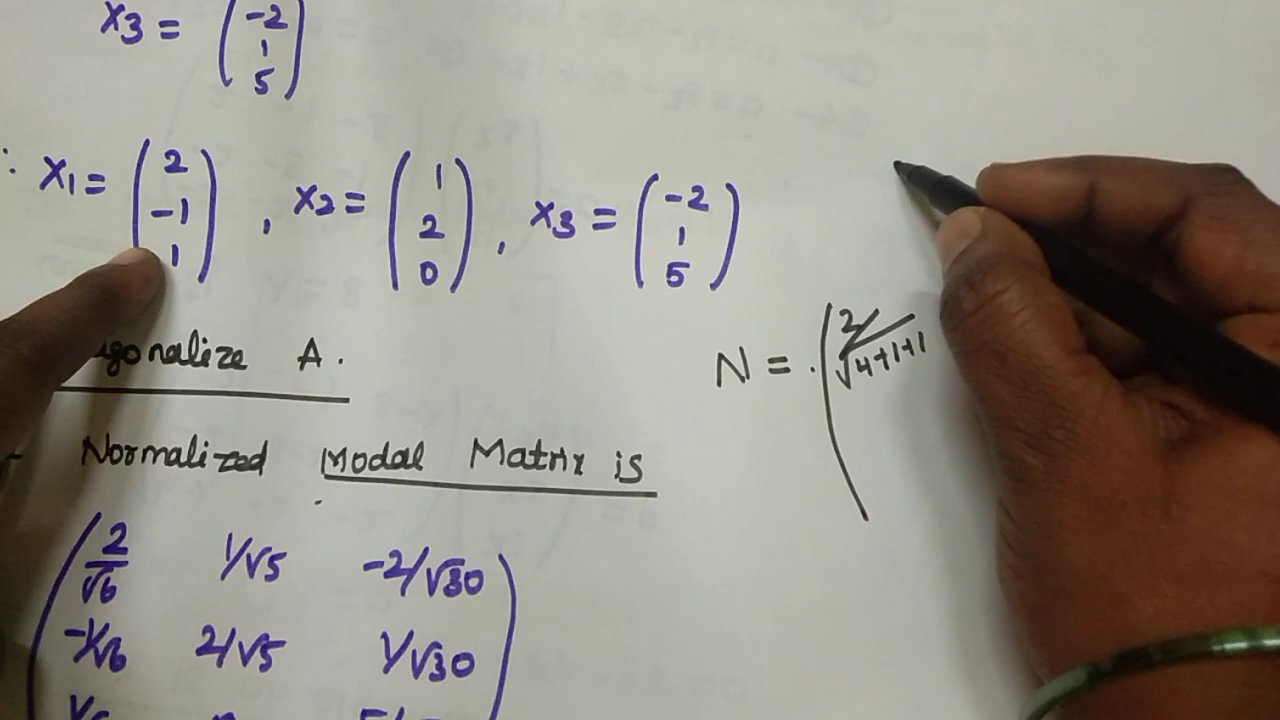 X3 = (-2
1
5)
∴ X1 = (2 -1 1), X2 = (1 2 0), X3 = (-2 1 5)
gonalize A.
N = (2/√4+1+1
Normalized Modal Matrix is
(2/√6 1/√5 -2/√30)
-1/√6 2/√5 1/√30